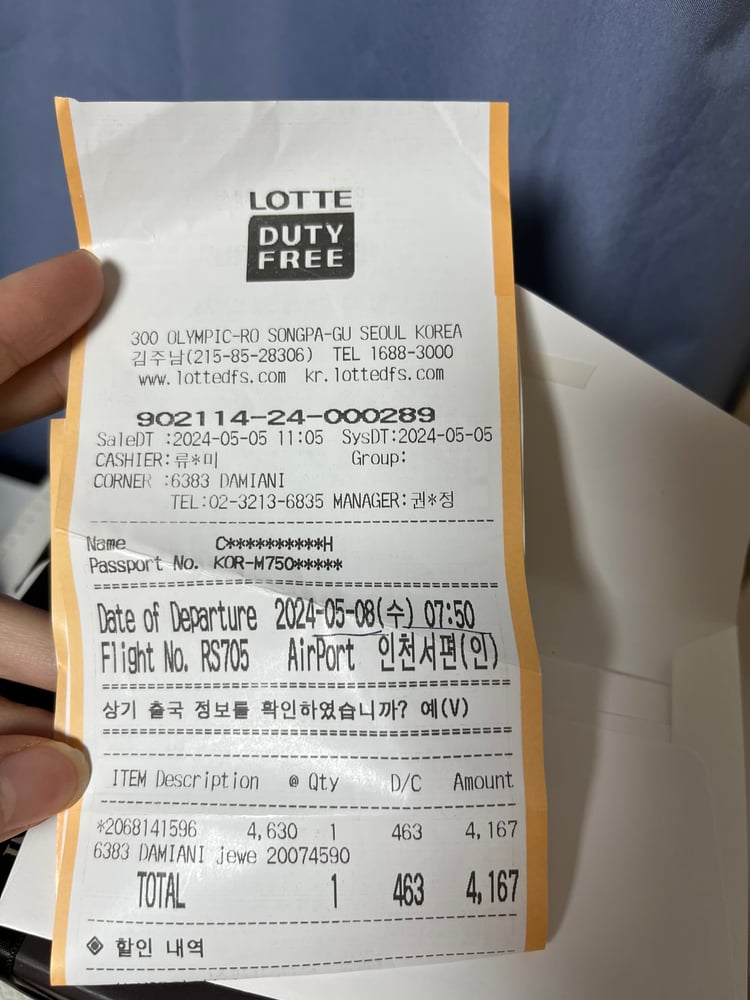 LOTTE
DUTY
FREE
300 OLYMPIC-RO SONGPA-GU SEOUL KOREA
김주남(215-85-28306) TEL 1688-3000
www.lottedfs.com kr.lottedfs.com
902114-24-000289
SaleDT :2024-05-05 11:05 SysDT:2024-05-05
CASHIER:류*미 Group:
CORNER :6383 DAMIANI
TEL:02-3213-6835 MANAGER:권*정
Name C**********H
Passport No. KOR-M750*****
Date of Departure 2024-05-08(수) 07:50
Flight No. RS705 AirPort 인천서편(인)
상기 출국 정보를 확인하였습니까? 예(V)
ITEM Description @ Qty D/C Amount
*2068141596 4,630 1 463 4,167
6383 DAMIANI jewe 20074590
TOTAL 1 463 4,167
◈ 할인 내역